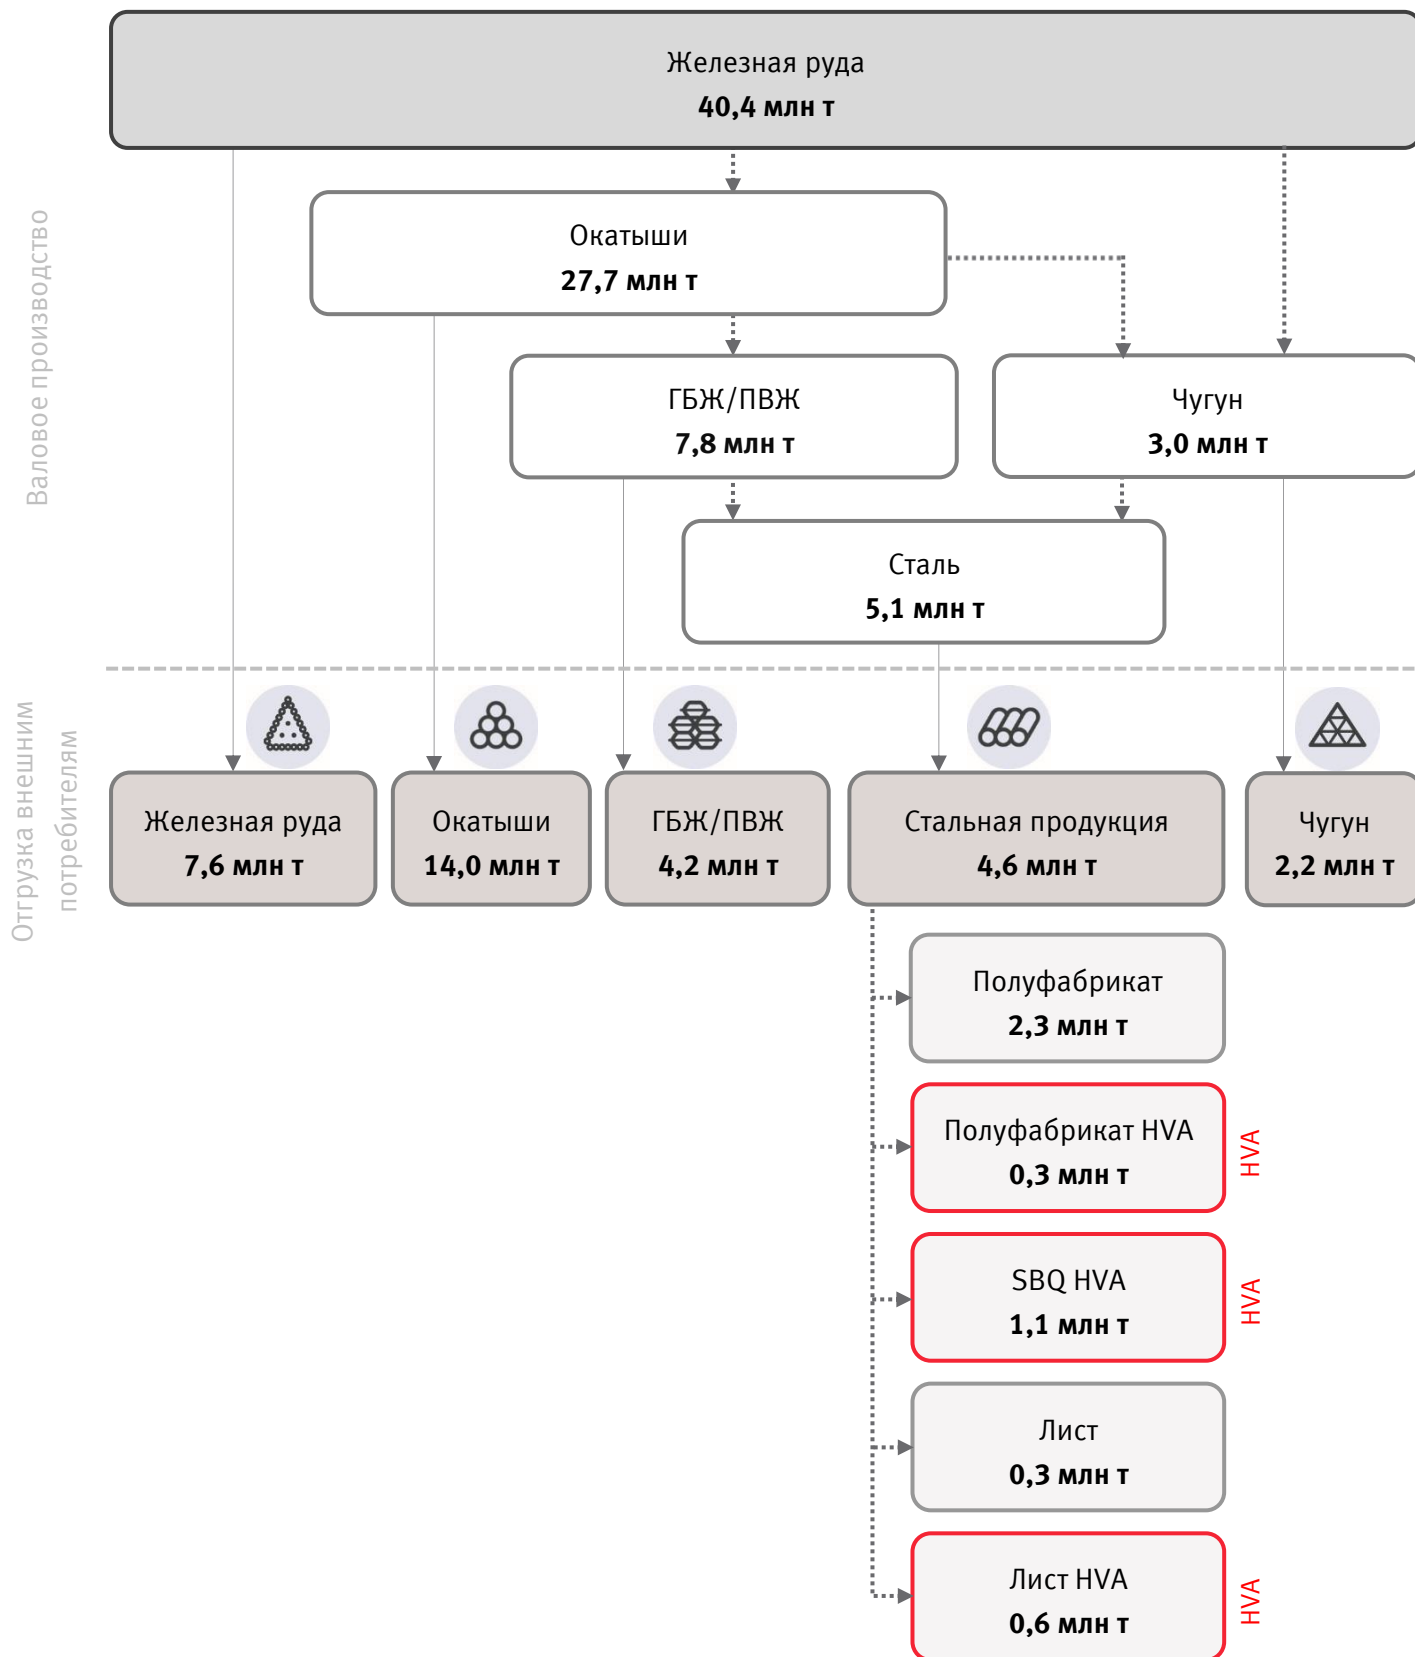 Железная руда
40,4 млн т
Валовое производство
Окатыши
27,7 млн т
ГБЖ/ПВЖ
7,8 млн т
Чугун
3,0 млн т
Сталь
5,1 млн т
Отгрузка внешним
потребителям
Железная руда
7,6 млн т
Окатыши
14,0 млн т
ГБЖ/ПВЖ
4,2 млн т
Стальная продукция
4,6 млн т
Чугун
2,2 млн т
Полуфабрикат
2,3 млн т
Полуфабрикат HVA
0,3 млн т
HVA
SBQ HVA
1,1 млн т
HVA
Лист
0,3 млн т
Лист HVA
0,6 млн т
HVA